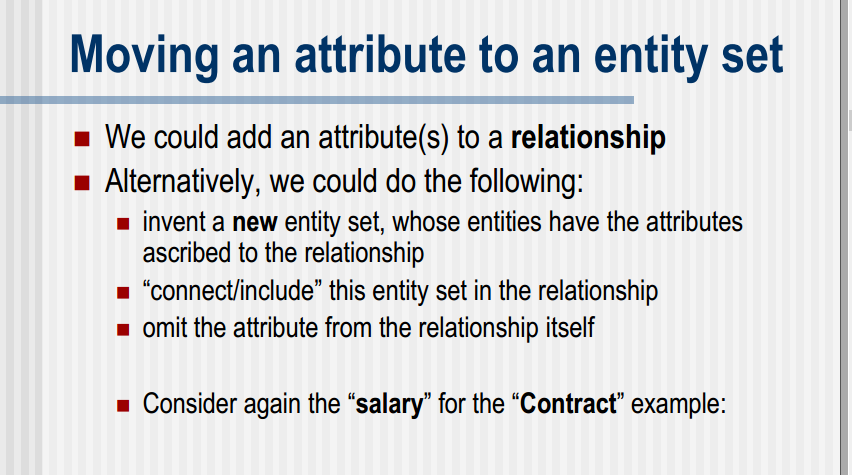 Moving an attribute to an entity set
We could add an attribute(s) to a relationship
Alternatively, we could do the following:
invent a new entity set, whose entities have the attributes
ascribed to the relationship
“connect/include” this entity set in the relationship
omit the attribute from the relationship itself
Consider again the “salary” for the “Contract” example: